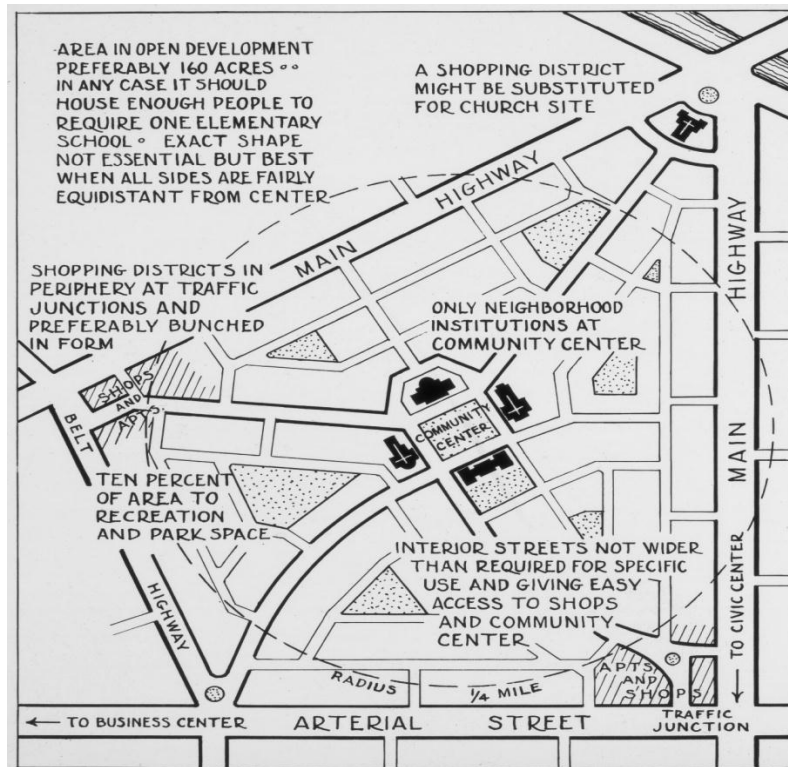 AREA IN OPEN DEVELOPMENT
PREFERABLY 160 ACRES ••
IN ANY CASE IT SHOULD
HOUSE ENOUGH PEOPLE TO
REQUIRE ONE ELEMENTARY
SCHOOL • EXACT SHAPE
NOT ESSENTIAL BUT BEST
WHEN ALL SIDES ARE FAIRLY
EQUIDISTANT FROM CENTER
A SHOPPING DISTRICT
MIGHT BE SUBSTITUTED
FOR CHURCH SITE
MAIN HIGHWAY
HIGHWAY
MAIN
SHOPPING DISTRICTS IN
PERIPHERY AT TRAFFIC
JUNCTIONS AND
PREFERABLY BUNCHED
IN FORM
ONLY NEIGHBORHOOD
INSTITUTIONS AT
COMMUNITY CENTER
SHOPS
AND
APTS.
BELT
HIGHWAY
COMMUNITY
CENTER
TEN PERCENT
OF AREA TO
RECREATION
AND PARK SPACE
INTERIOR STREETS NOT WIDER
THAN REQUIRED FOR SPECIFIC
USE AND GIVING EASY
ACCESS TO SHOPS
AND COMMUNITY
CENTER
TO CIVIC CENTER
APTS.
AND
SHOPS
RADIUS 1/4 MILE
← TO BUSINESS CENTER
ARTERIAL STREET
TRAFFIC
JUNCTION